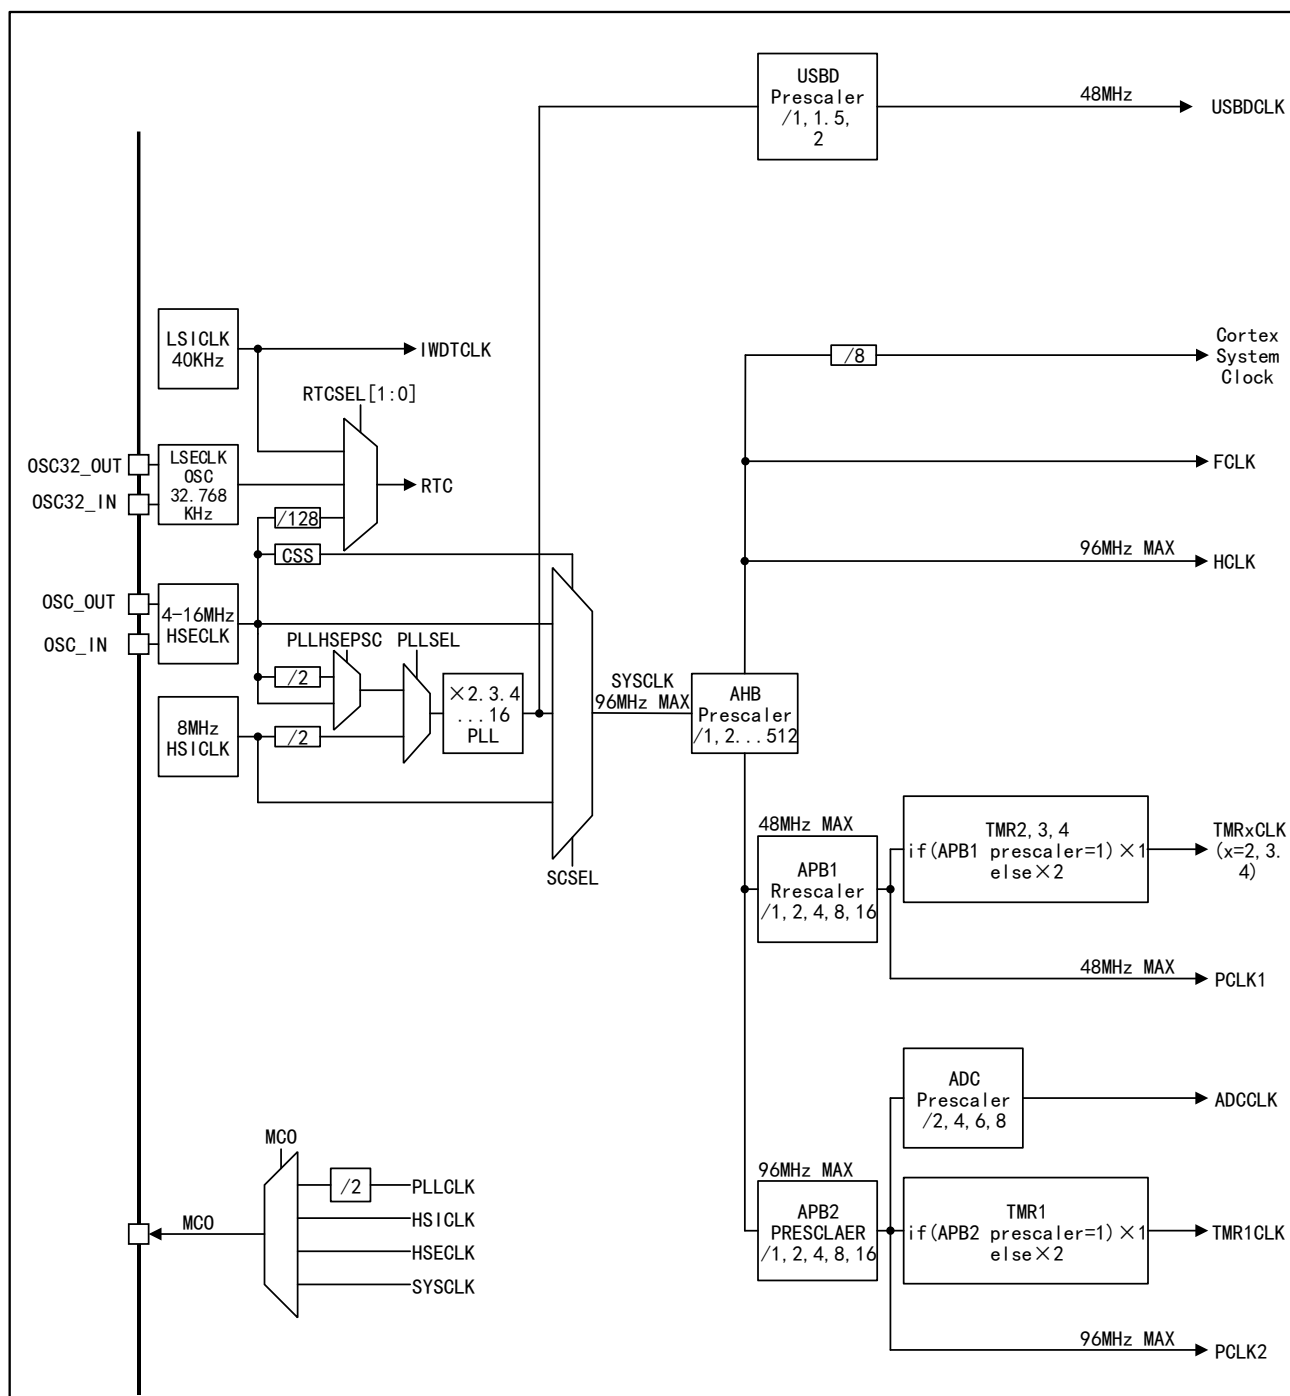 USBD
Prescaler
/1, 1.5,
2
48MHz
USBDCLK
LSICLK
40KHz
IWDTCLK
/8
Cortex
System
Clock
RTCSEL[1:0]
OSC32_OUT
OSC32_IN
LSECLK
OSC
32.768
KHz
RTC
FCLK
/128
CSS
96MHz MAX
HCLK
OSC_OUT
OSC_IN
4-16MHz
HSECLK
PLLHSEPSC
PLLSEL
/2
×2.3.4
...16
PLL
SYSCLK
96MHz MAX
AHB
Prescaler
/1, 2...512
8MHz
HSICLK
/2
SCSEL
48MHz MAX
APB1
Rrescaler
/1, 2, 4, 8, 16
TMR2, 3, 4
if(APB1 prescaler=1)×1
else×2
TMRxCLK
(x=2, 3.
4)
48MHz MAX
PCLK1
ADC
Prescaler
/2, 4, 6, 8
ADCCLK
MCO
/2
PLLCLK
HSICLK
HSECLK
SYSCLK
MCO
96MHz MAX
APB2
PRESCLAER
/1, 2, 4, 8, 16
TMR1
if(APB2 prescaler=1)×1
else×2
TMR1CLK
96MHz MAX
PCLK2